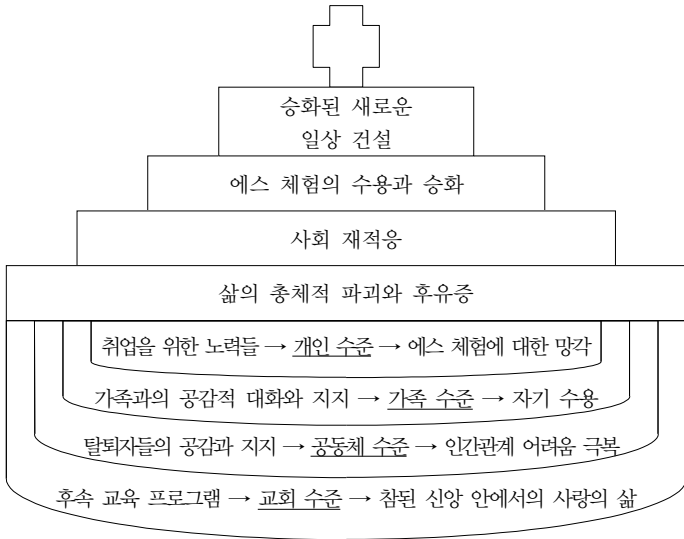 승화된 새로운
일상 건설
에스 체험의 수용과 승화
사회 재적응
삶의 총체적 파괴와 후유증
취업을 위한 노력들 → 개인 수준 → 에스 체험에 대한 망각
가족과의 공감적 대화와 지지 → 가족 수준 → 자기 수용
탈퇴자들의 공감과 지지 → 공동체 수준 → 인간관계 어려움 극복
후속 교육 프로그램 → 교회 수준 → 참된 신앙 안에서의 사랑의 삶